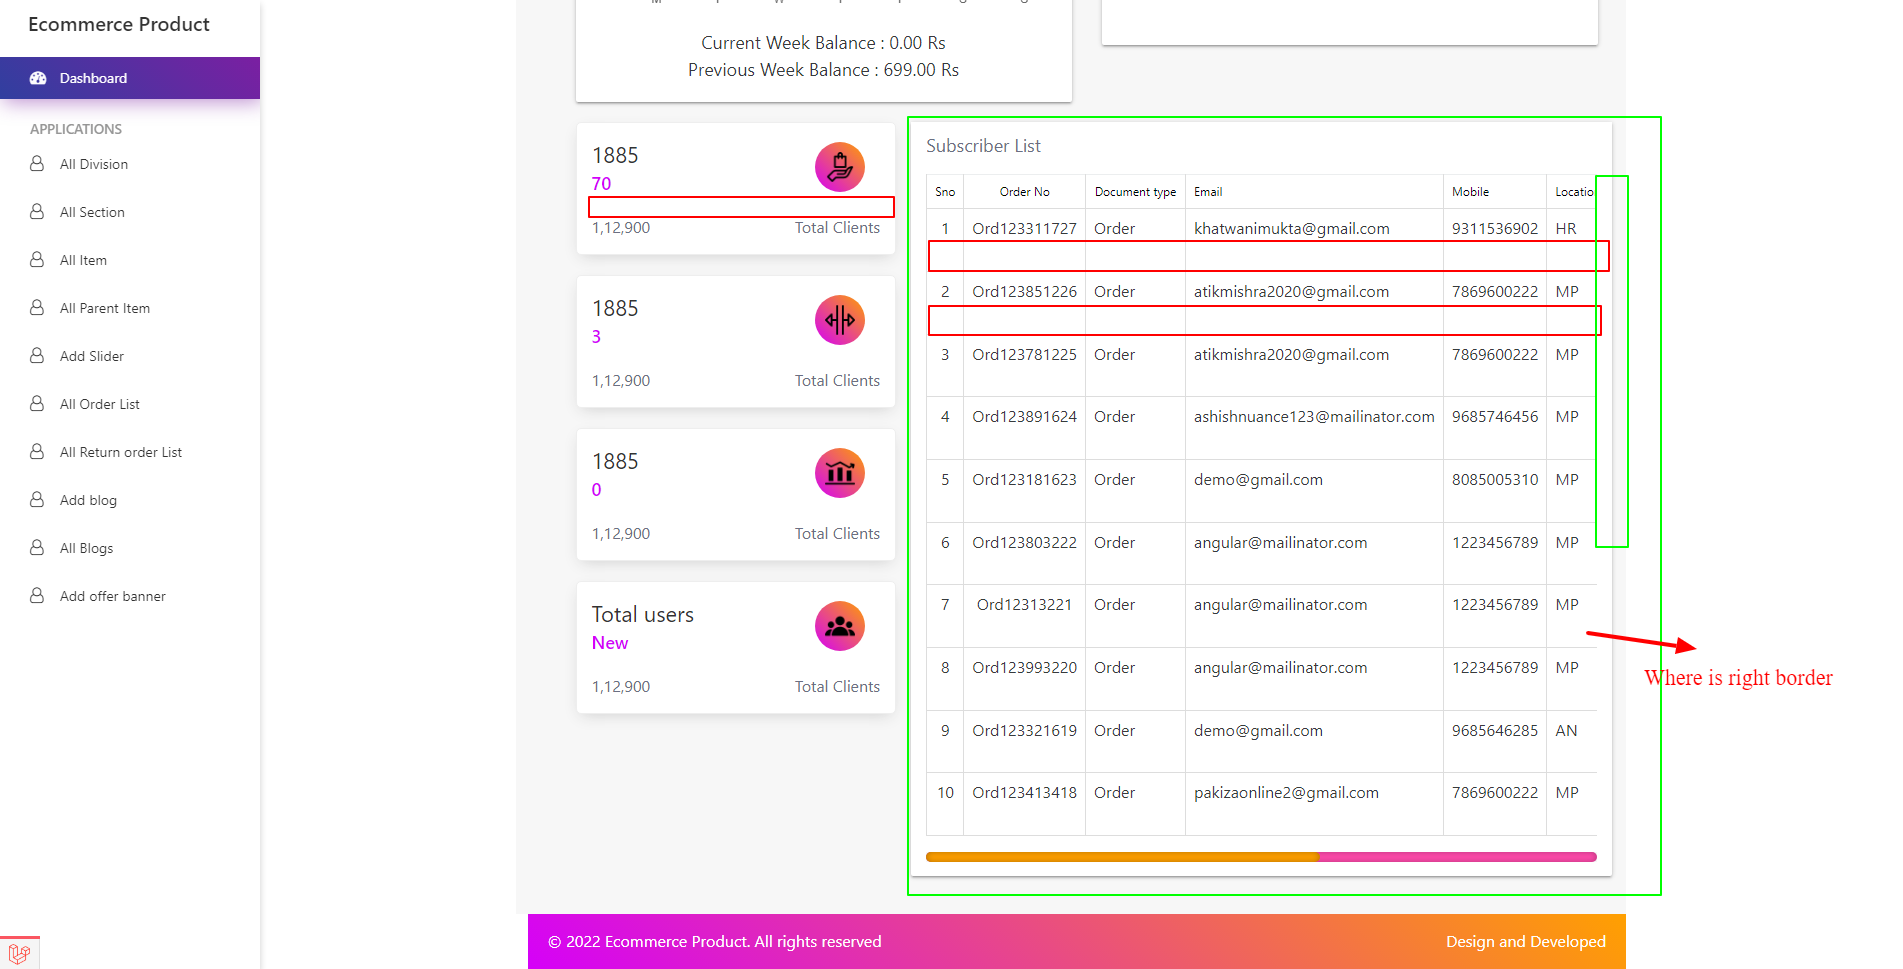 Ecommerce Product
Dashboard
APPLICATIONS
All Division
All Section
All Item
All Parent Item
Add Slider
All Order List
All Return order List
Add blog
All Blogs
Add offer banner
Current Week Balance : 0.00 Rs
Previous Week Balance : 699.00 Rs
1885
70
1,12,900 Total Clients
1885
3
1,12,900 Total Clients
1885
0
1,12,900 Total Clients
Total users
New
1,12,900 Total Clients
Subscriber List
Sno Order No Document type Email Mobile Location
1 Ord123311727 Order khatwanimukta@gmail.com 9311536902 HR
2 Ord123851226 Order atikmishra2020@gmail.com 7869600222 MP
3 Ord123781225 Order atikmishra2020@gmail.com 7869600222 MP
4 Ord123891624 Order ashishnuance123@mailinator.com 9685746456 MP
5 Ord123181623 Order demo@gmail.com 8085005310 MP
6 Ord123803222 Order angular@mailinator.com 1223456789 MP
7 Ord12313221 Order angular@mailinator.com 1223456789 MP
8 Ord123993220 Order angular@mailinator.com 1223456789 MP
9 Ord123321619 Order demo@gmail.com 9685646285 AN
10 Ord123413418 Order pakizaonline2@gmail.com 7869600222 MP
Where is right border
© 2022 Ecommerce Product. All rights reserved
Design and Developed